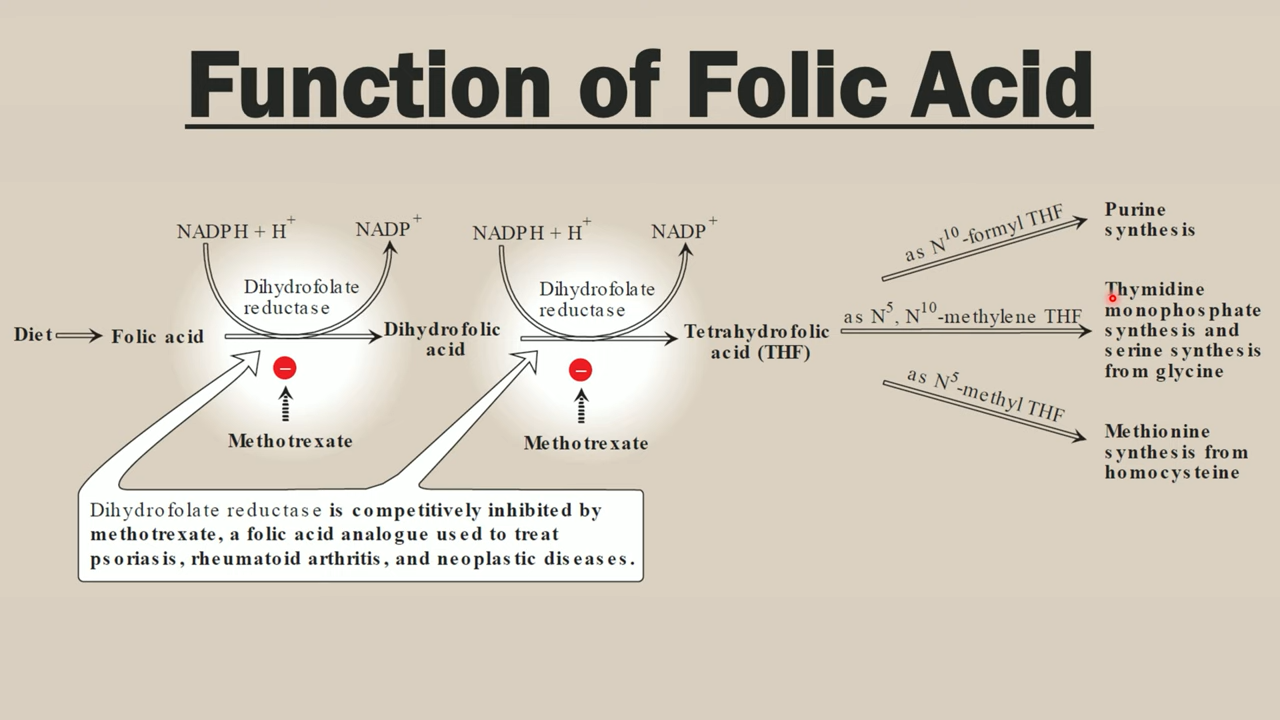 Function of Folic Acid
NADPH + H⁺
NADP⁺
NADPH + H⁺
NADP⁺
Dihydrofolate
reductase
Dihydrofolate
reductase
Diet
Folic acid
Dihydrofolic
acid
Tetrahydrofolic
acid (THF)
Methotrexate
Methotrexate
as N¹⁰-formyl THF
Purine
synthesis
as N⁵, N¹⁰-methylene THF
Thymidine
monophosphate
synthesis and
serine synthesis
from glycine
as N⁵-methyl THF
Methionine
synthesis from
homocysteine
Dihydrofolate reductase is competitively inhibited by
methotrexate, a folic acid analogue used to treat
psoriasis, rheumatoid arthritis, and neoplastic diseases.